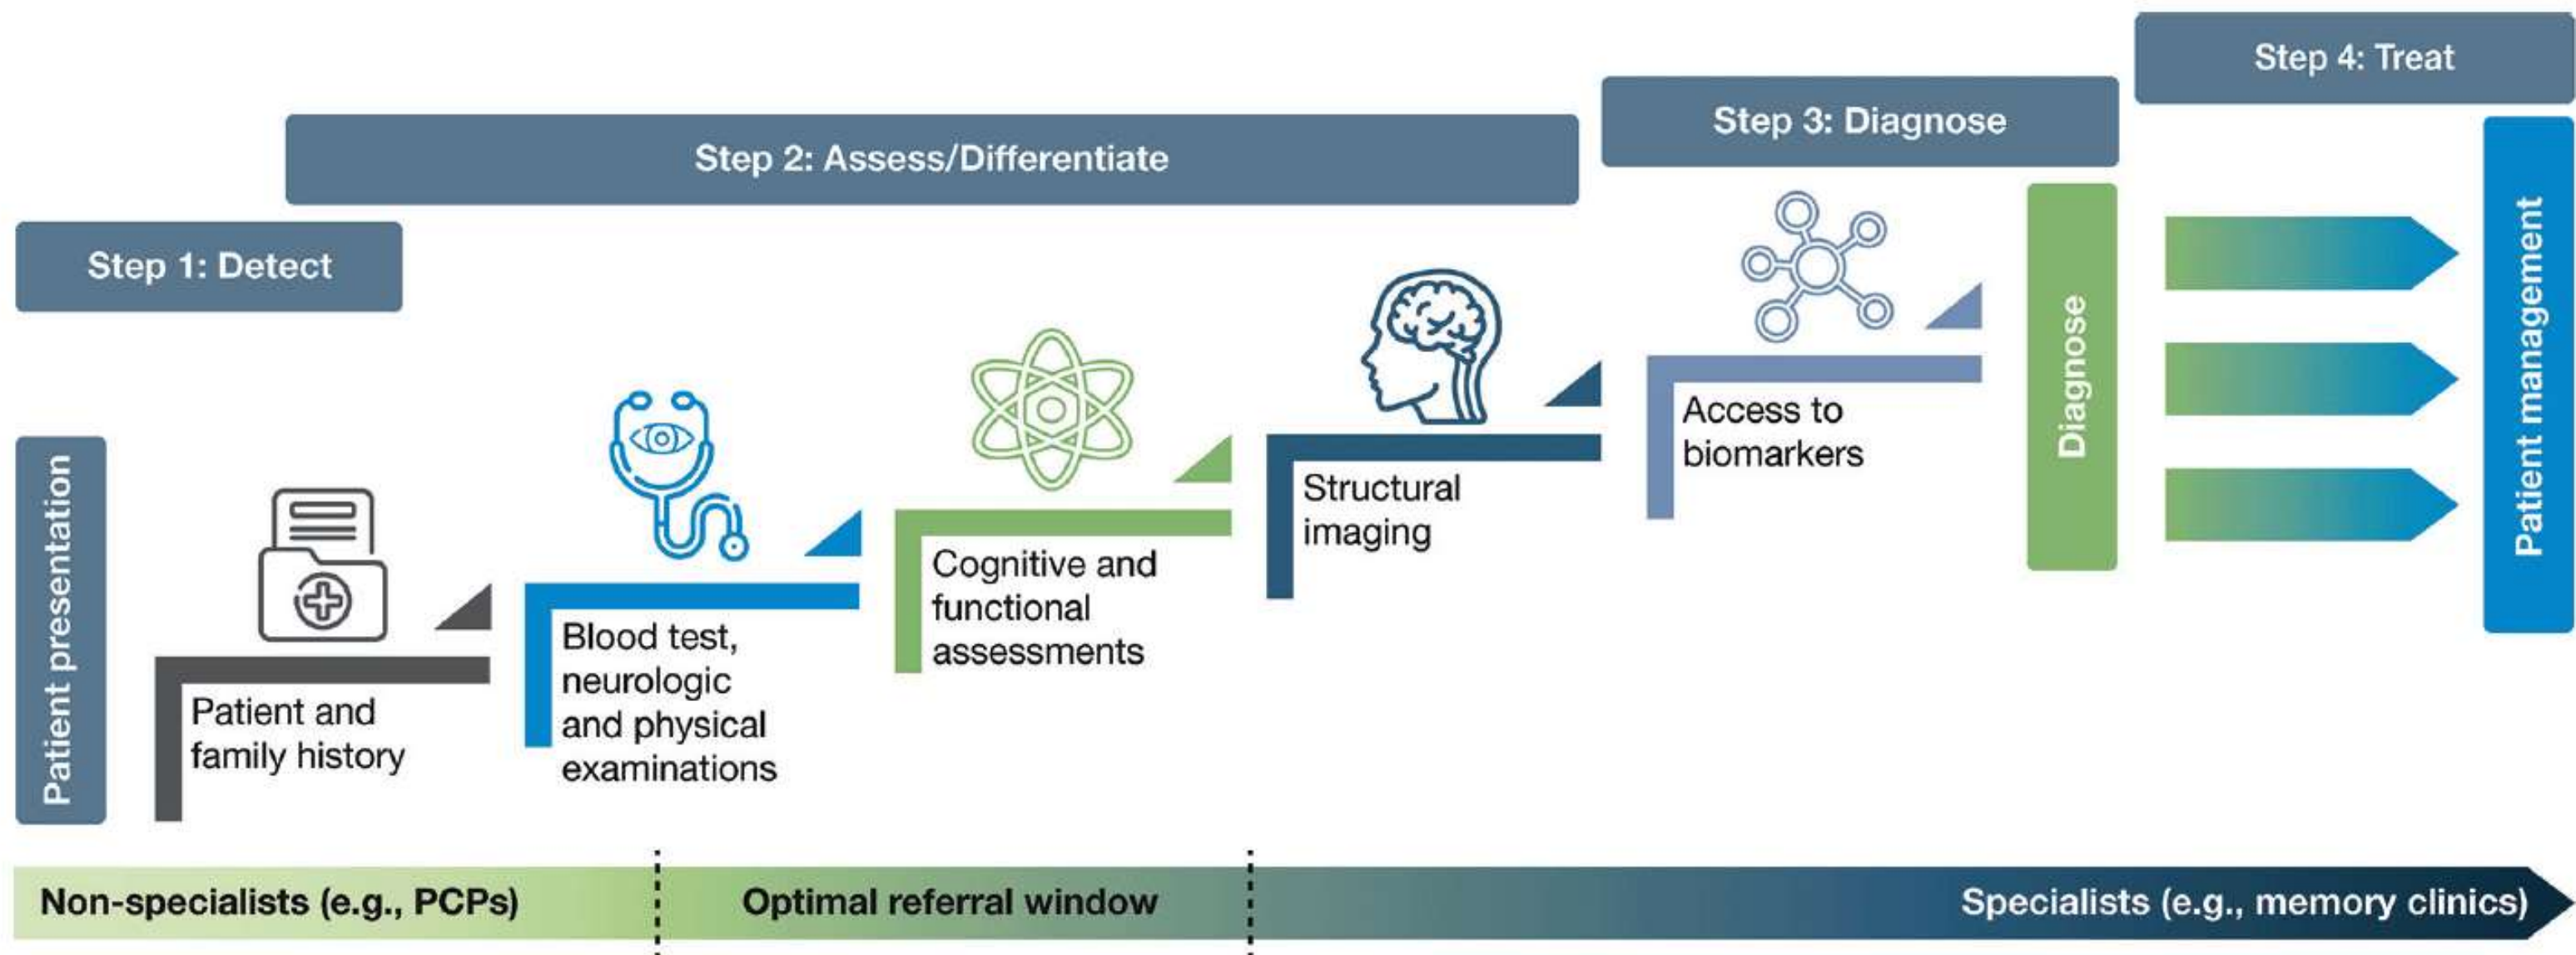 Step 4: Treat
Step 3: Diagnose
Step 2: Assess/Differentiate
Step 1: Detect
Patient presentation
Patient and
family history
Blood test,
neurologic
and physical
examinations
Cognitive and
functional
assessments
Structural
imaging
Access to
biomarkers
Diagnose
Patient management
Non-specialists (e.g., PCPs)
Optimal referral window
Specialists (e.g., memory clinics)